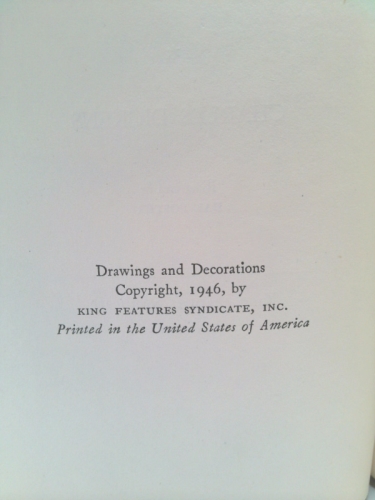 Drawings and Decorations
Copyright, 1946, by
KING FEATURES SYNDICATE, INC.
Printed in the United States of America